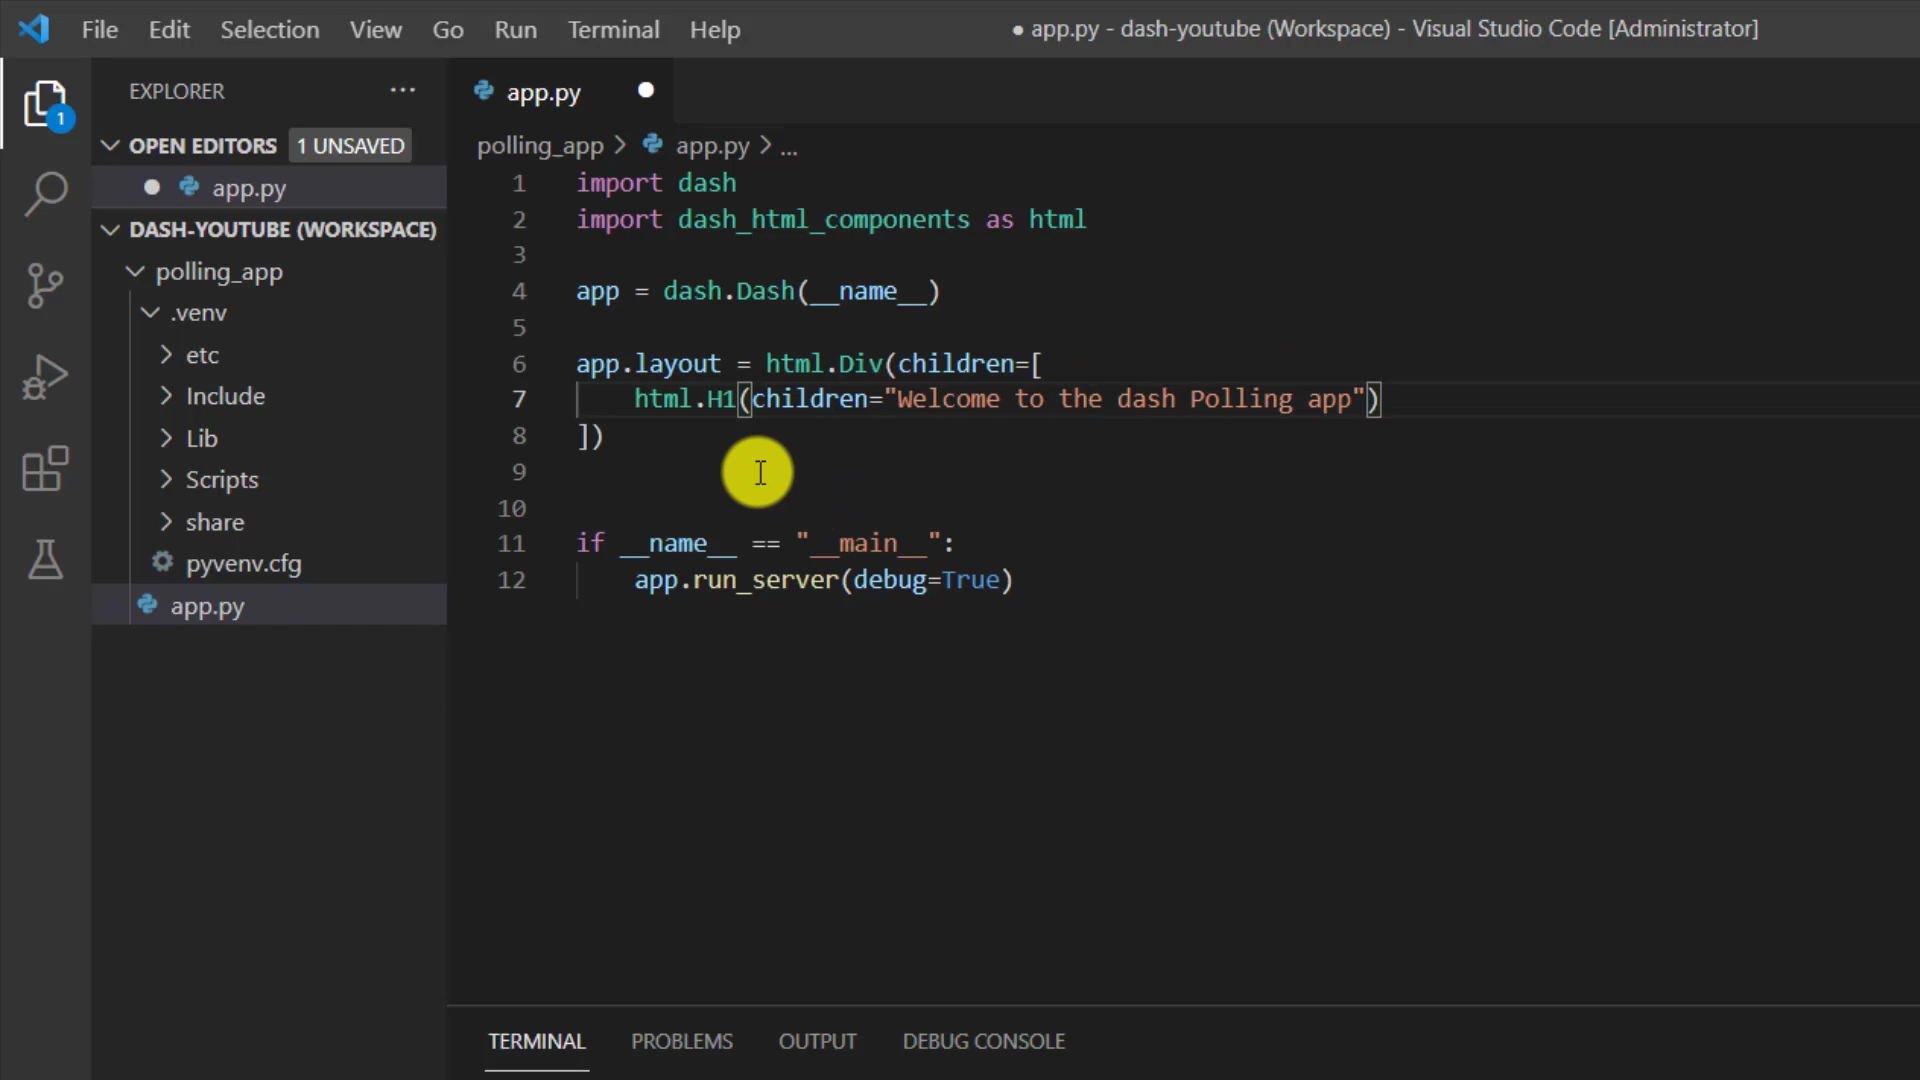 File Edit Selection View Go Run Terminal Help
● app.py - dash-youtube (Workspace) - Visual Studio Code [Administrator]
1
EXPLORER ...
OPEN EDITORS 1 UNSAVED
app.py
DASH-YOUTUBE (WORKSPACE)
polling_app
.venv
etc
Include
Lib
Scripts
share
pyvenv.cfg
app.py
app.py
polling_app > app.py > ...
1 import dash
2 import dash_html_components as html
3
4 app = dash.Dash(__name__)
5
6 app.layout = html.Div(children=[
7 html.H1(children="Welcome to the dash Polling app")
8 ])
9
10
11 if __name__ == "__main__":
12 app.run_server(debug=True)
TERMINAL PROBLEMS OUTPUT DEBUG CONSOLE